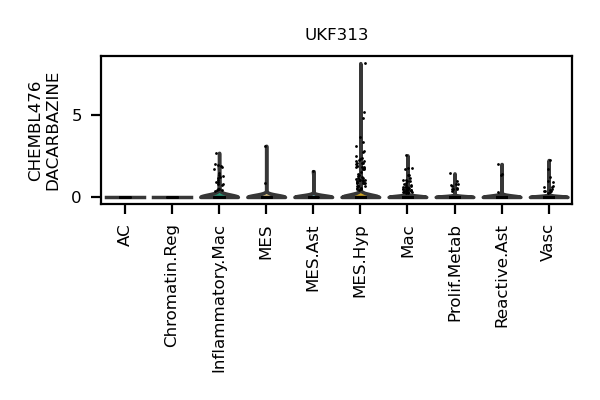 UKF313
CHEMBL476
DACARBAZINE
5
0
AC
Chromatin.Reg
Inflammatory.Mac
MES
MES.Ast
MES.Hyp
Mac
Prolif.Metab
Reactive.Ast
Vasc